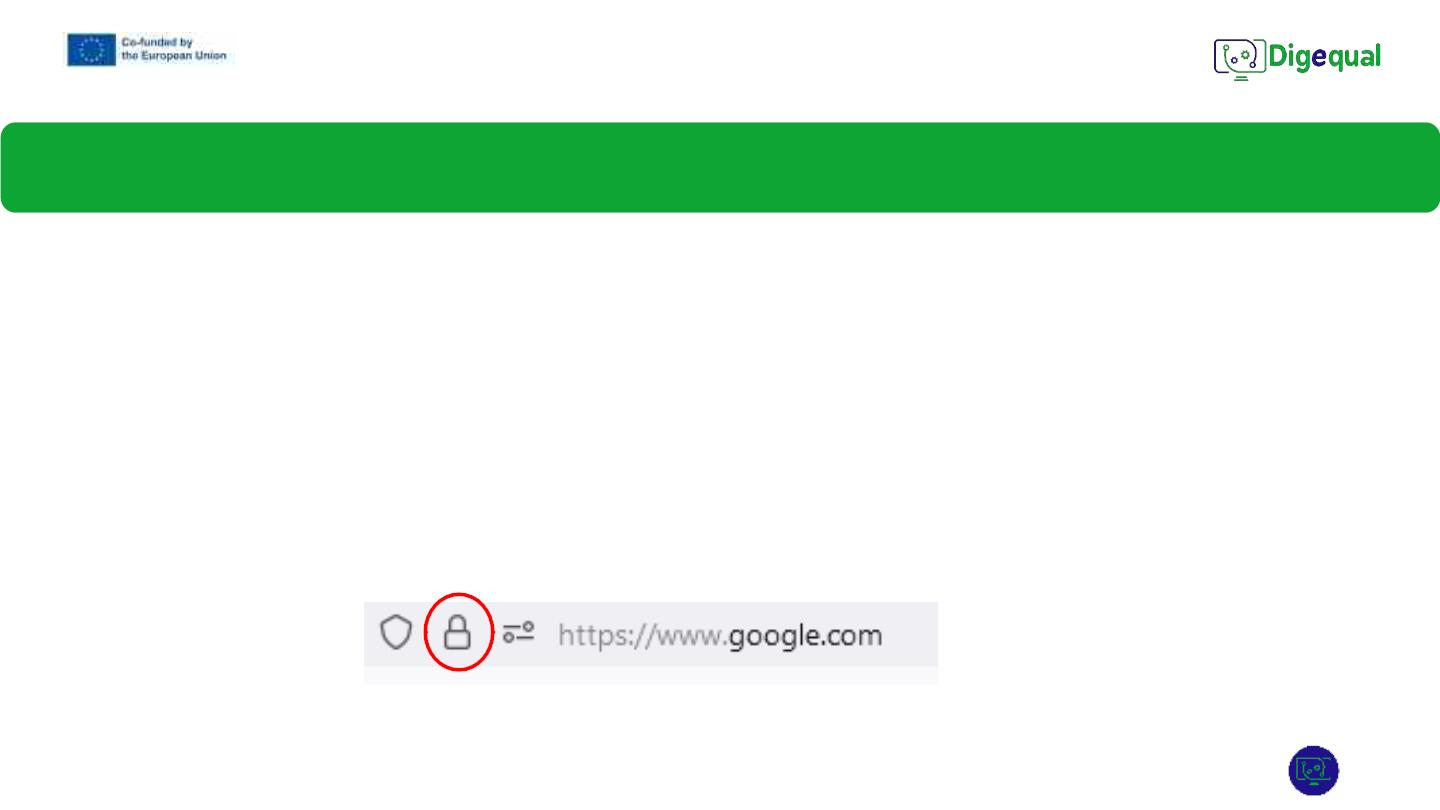 Co-funded by
the European Union
Digequal
https://www.google.com